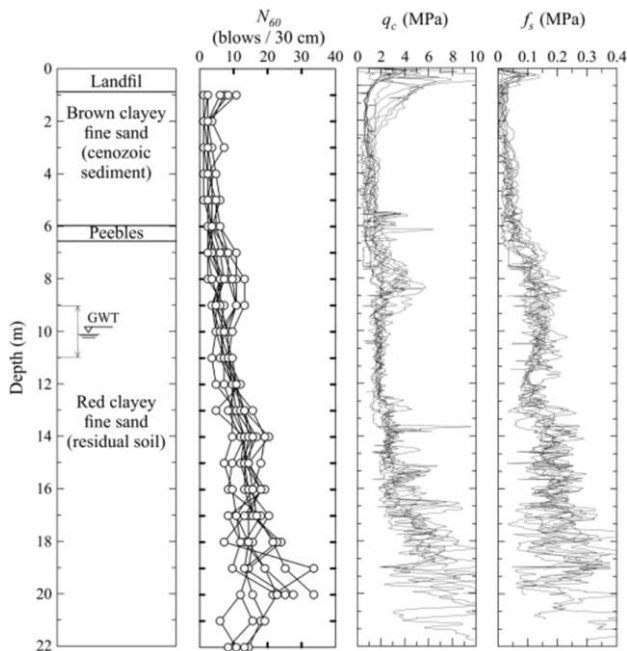 N60
(blows / 30 cm)
0 10 20 30 40
qc (MPa)
0 2 4 6 8 10
fs (MPa)
0 0.1 0.2 0.3 0.4
Depth (m)
0
2
4
6
8
10
12
14
16
18
20
22
Landfil
Brown clayey
fine sand
(cenozoic
sediment)
Peebles
GWT
Red clayey
fine sand
(residual soil)